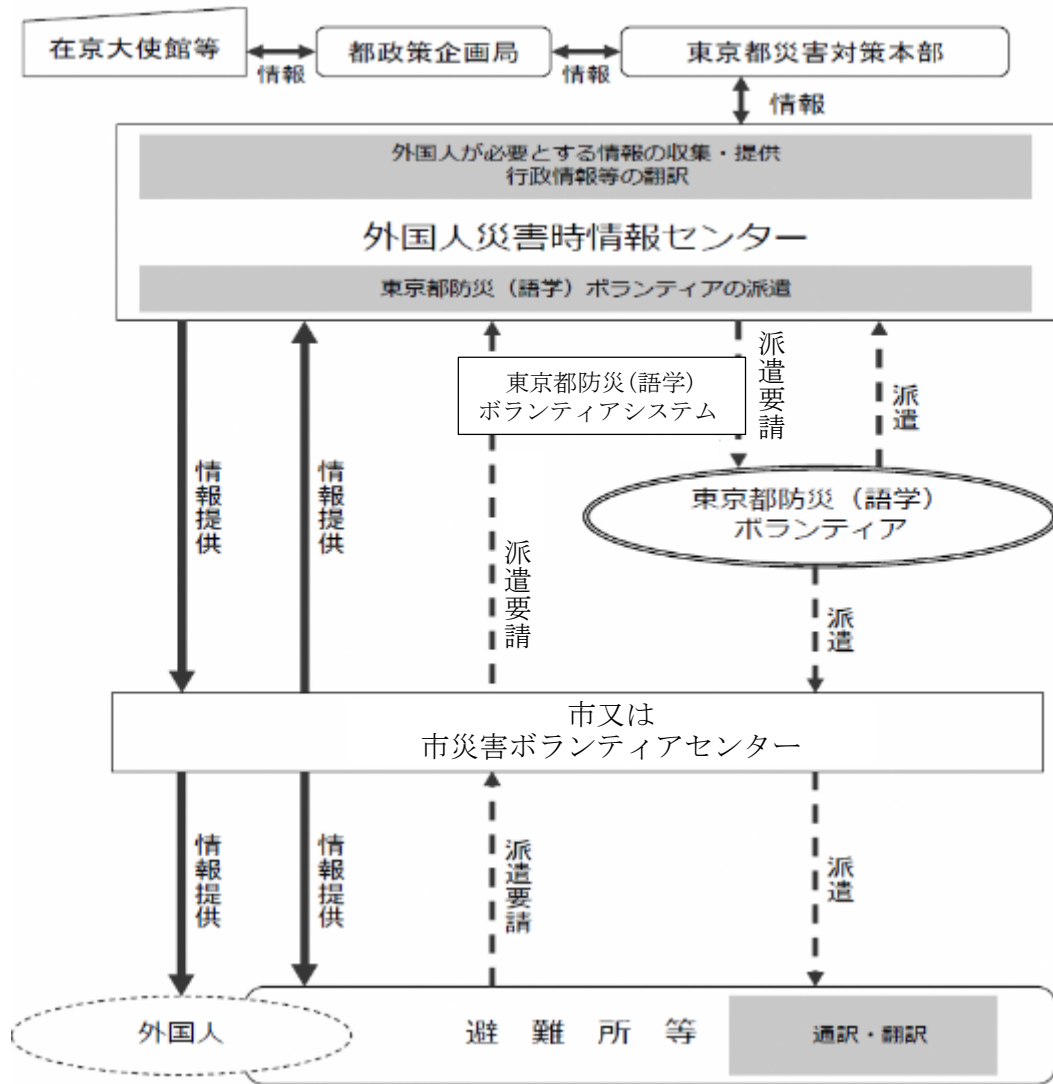 在京大使館等
情報
都政策企画局
情報
東京都災害対策本部
情報
外国人が必要とする情報の収集・提供
行政情報等の翻訳
外国人災害時情報センター
東京都防災（語学）ボランティアの派遣
東京都防災(語学)
ボランティアシステム
派遣要請
派遣
情報提供
情報提供
東京都防災（語学）
ボランティア
派遣要請
派遣
市又は
市災害ボランティアセンター
情報提供
情報提供
派遣要請
派遣
外国人
避難所等
通訳・翻訳